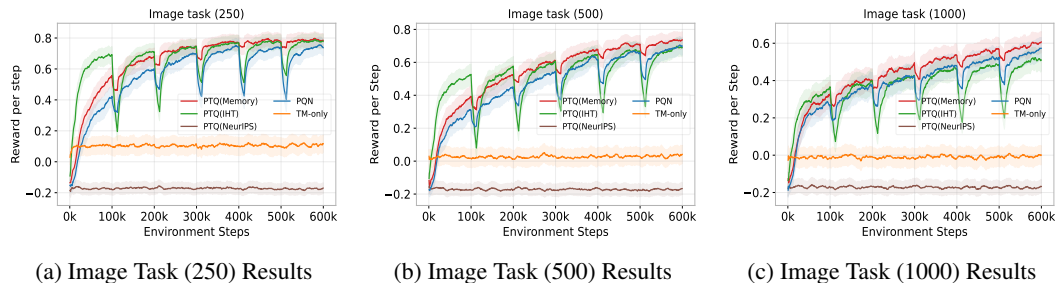 Image task (250)
Reward per step
0.8
0.6
0.4
0.2
0.0
−0.2
PTQ(Memory)
PTQ(IHT)
PTQ(NeurIPS)
PQN
TM-only
0k 100k 200k 300k 400k 500k 600k
Environment Steps
(a) Image Task (250) Results
Image task (500)
Reward per step
0.8
0.6
0.4
0.2
0.0
−0.2
PTQ(Memory)
PTQ(IHT)
PTQ(NeurIPS)
PQN
TM-only
0k 100k 200k 300k 400k 500k 600k
Environment Steps
(b) Image Task (500) Results
Image task (1000)
Reward per step
0.6
0.4
0.2
0.0
−0.2
PTQ(Memory)
PTQ(IHT)
PTQ(NeurIPS)
PQN
TM-only
0k 100k 200k 300k 400k 500k 600k
Environment Steps
(c) Image Task (1000) Results